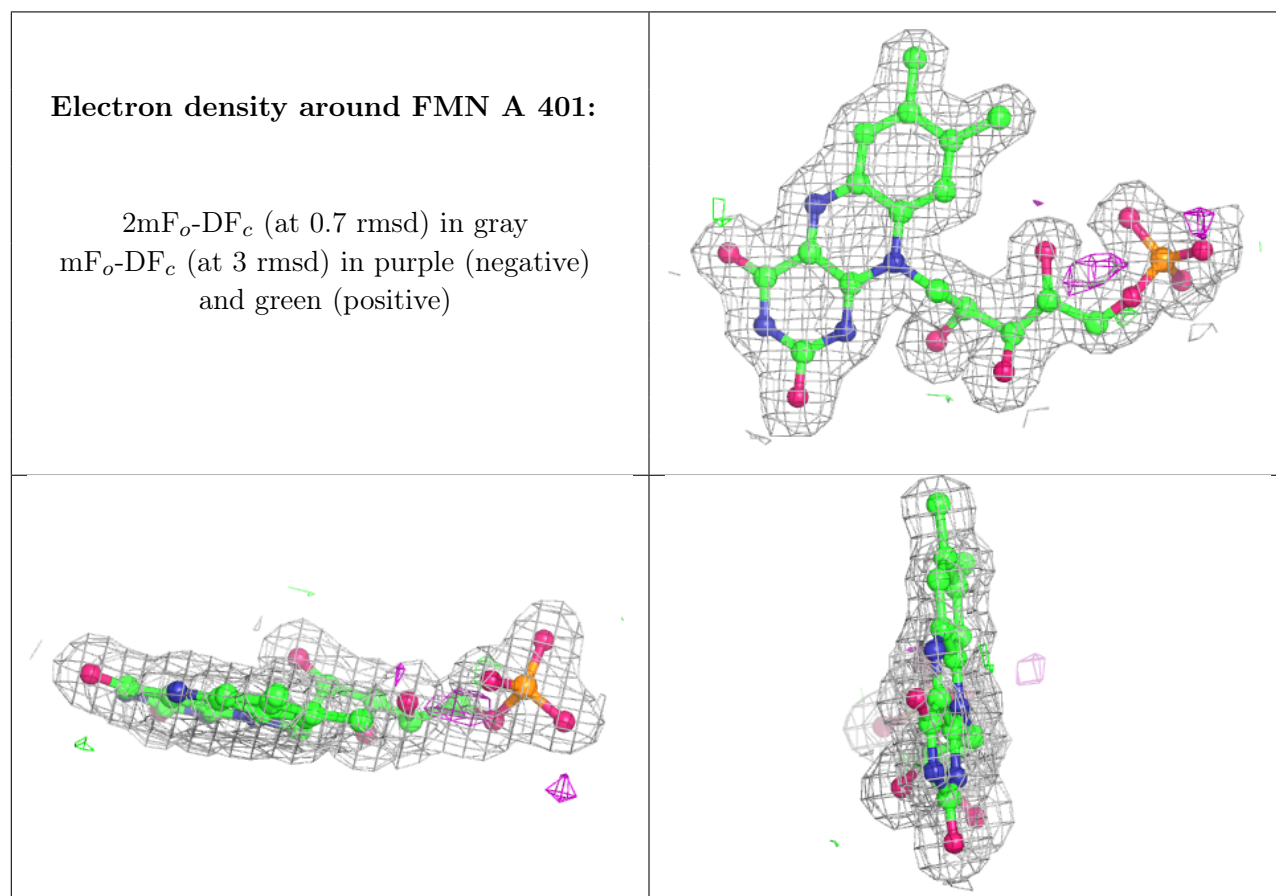 Electron density around FMN A 401:
2mFo-DFc (at 0.7 rmsd) in gray
mFo-DFc (at 3 rmsd) in purple (negative)
and green (positive)